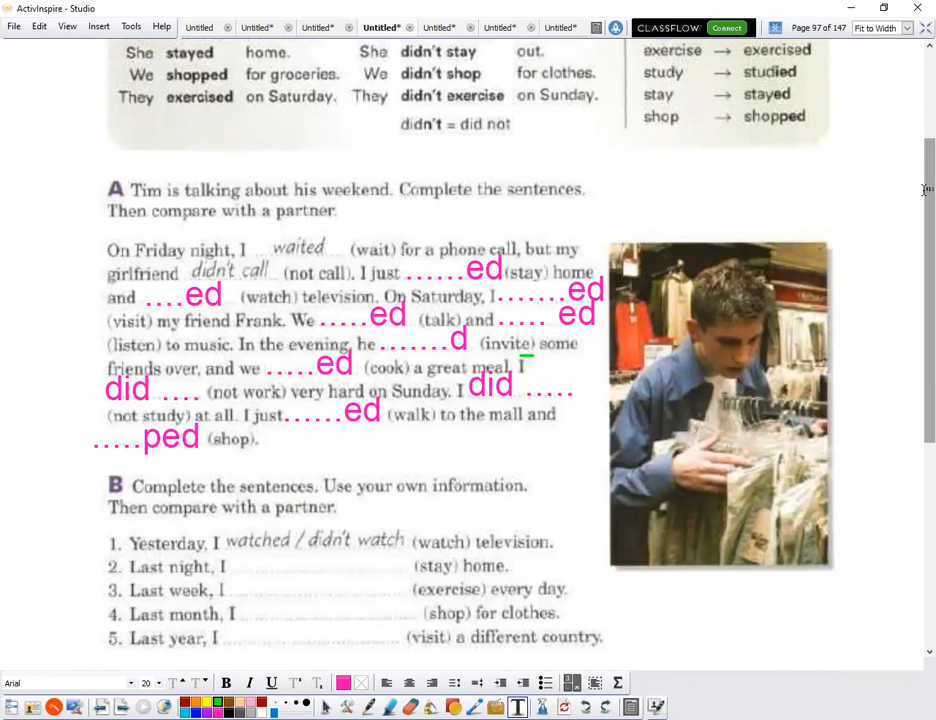 ActivInspire - Studio
File Edit View Insert Tools Help Untitled Untitled* Untitled* Untitled* Untitled* Untitled* Untitled* CLASSFLOW Connect Page 97 of 147 Fit to Width
She stayed home. She didn't stay out. exercise → exercised
We shopped for groceries. We didn't shop for clothes. study → studied
They exercised on Saturday. They didn't exercise on Sunday. stay → stayed
didn't = did not shop → shopped
A Tim is talking about his weekend. Complete the sentences.
Then compare with a partner.
On Friday night, I waited (wait) for a phone call, but my
girlfriend didn't call (not call). I just ......ed (stay) home
and ....ed (watch) television. On Saturday, I.......ed
(visit) my friend Frank. We .....ed (talk) and ..... ed
(listen) to music. In the evening, he .......d (invite) some
friends over, and we .....ed (cook) a great meal. I
did .... (not work) very hard on Sunday. I did .....
(not study) at all. I just......ed (walk) to the mall and
.....ped (shop).
B Complete the sentences. Use your own information.
Then compare with a partner.
1. Yesterday, I watched / didn't watch (watch) television.
2. Last night, I (stay) home.
3. Last week, I (exercise) every day.
4. Last month, I (shop) for clothes.
5. Last year, I (visit) a different country.
Arial 20 B I U